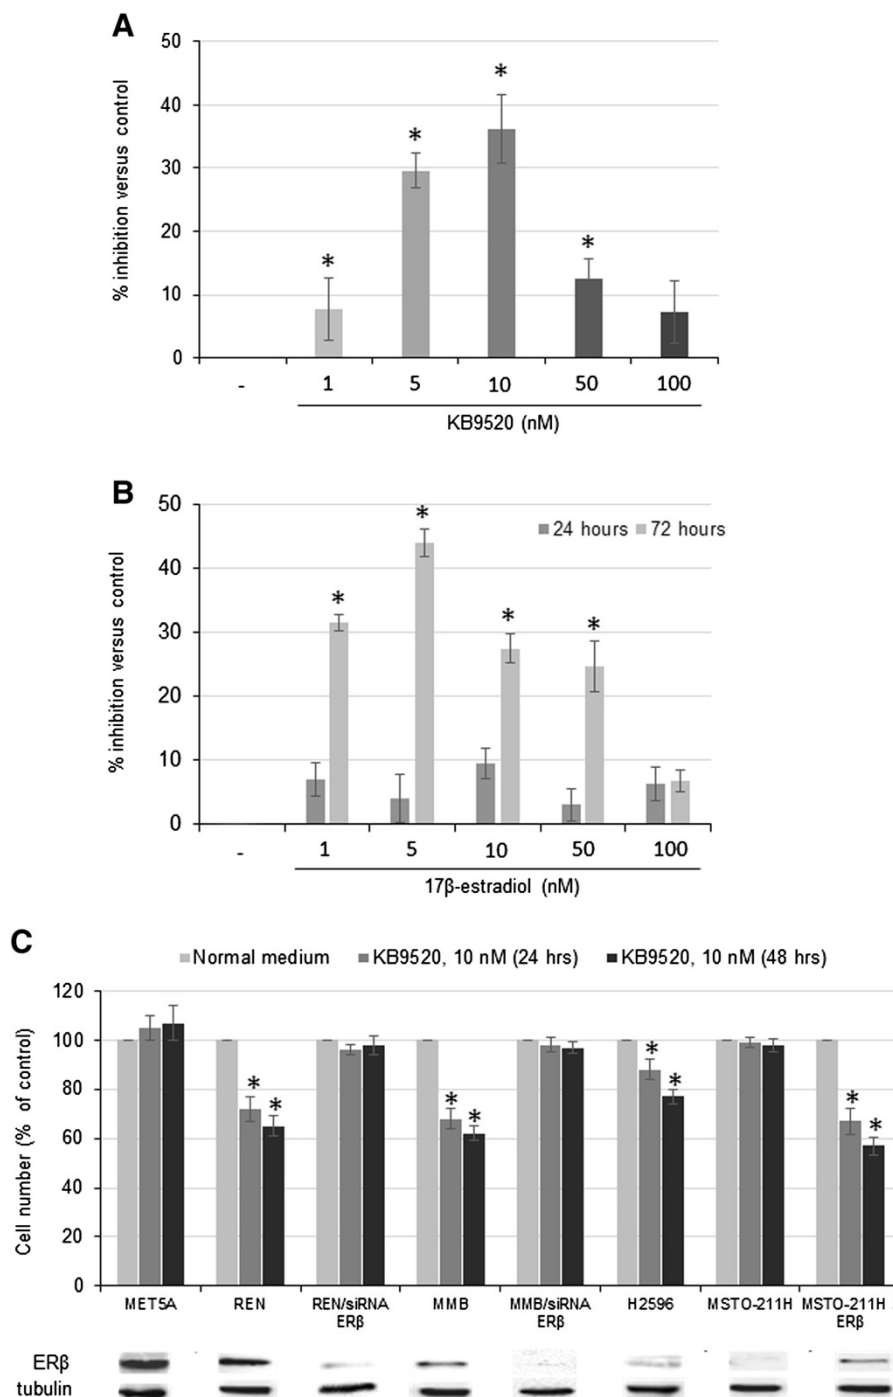 A
% inhibition versus control
50
40
30
20
10
0
* * * *
- 1 5 10 50 100
KB9520 (nM)
B
% inhibition versus control
50
40
30
20
10
0
24 hours 72 hours
* * * *
- 1 5 10 50 100
17β-estradiol (nM)
C
Normal medium KB9520, 10 nM (24 hrs) KB9520, 10 nM (48 hrs)
Cell number (% of control)
120
100
80
60
40
20
0
* * * * * * * *
MET5A REN REN/siRNA MMB MMB/siRNA H2596 MSTO-211H MSTO-211H
ERβ ERβ ERβ
ERβ
tubulin